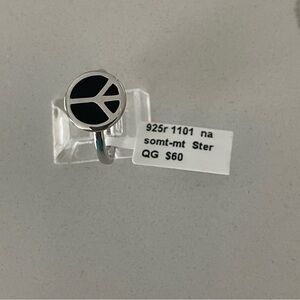 925r 1101 na
somt-mt Ster
QG $60